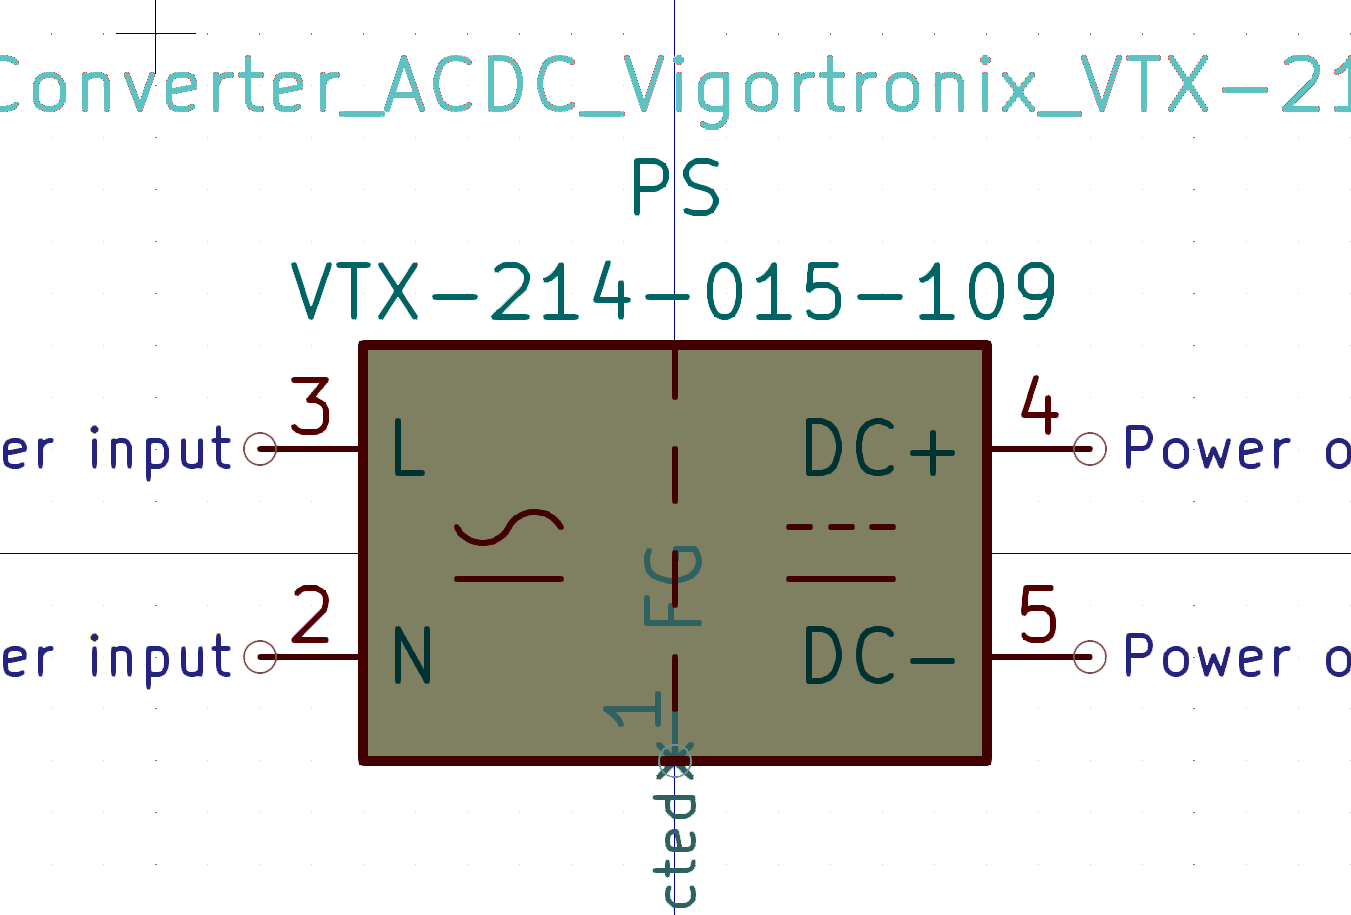 Converter_ACDC_Vigortronix_VTX-21
PS
VTX-214-015-109
3 4
er input L DC+ Power o
FG
2 5
er input N DC- Power o
1
cted